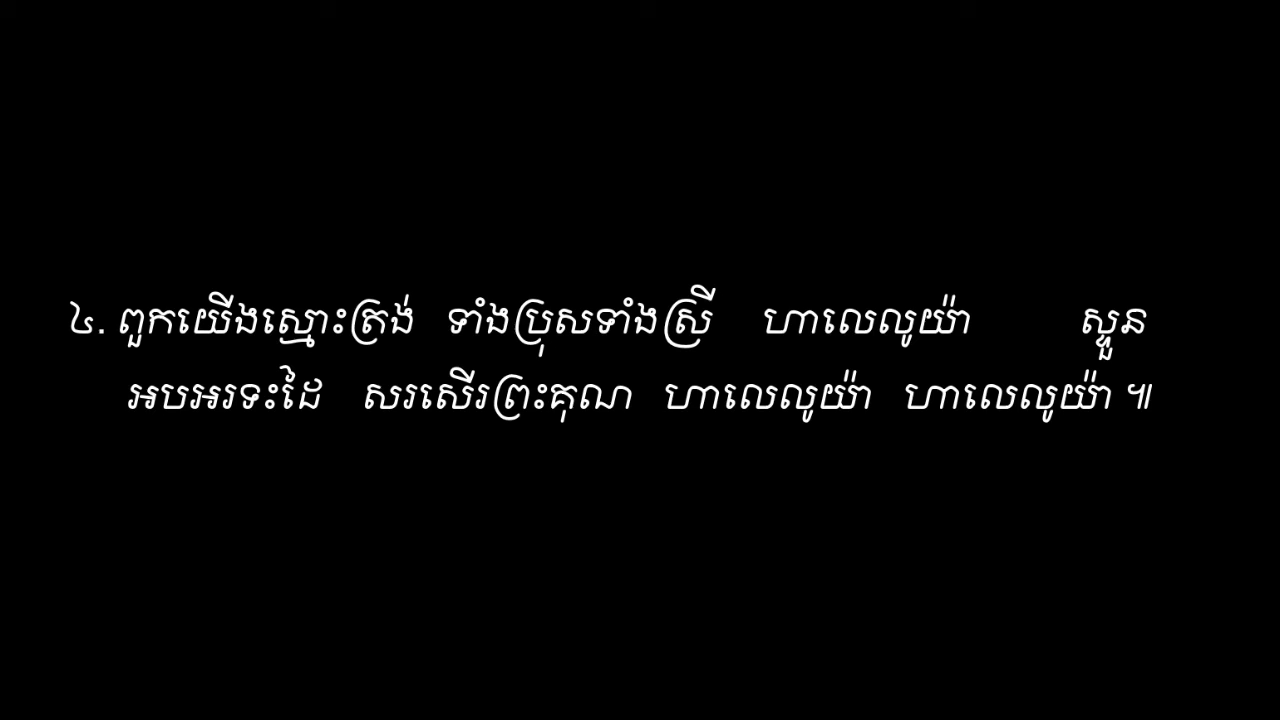 ៤. ពួកយើងស្មោះត្រង់ ទាំងប្រុសទាំងស្រី ហាលេលូយ៉ា ស្ទួន
អបអរទះដៃ សរសើរព្រះគុណ ហាលេលូយ៉ា ហាលេលូយ៉ា ៕